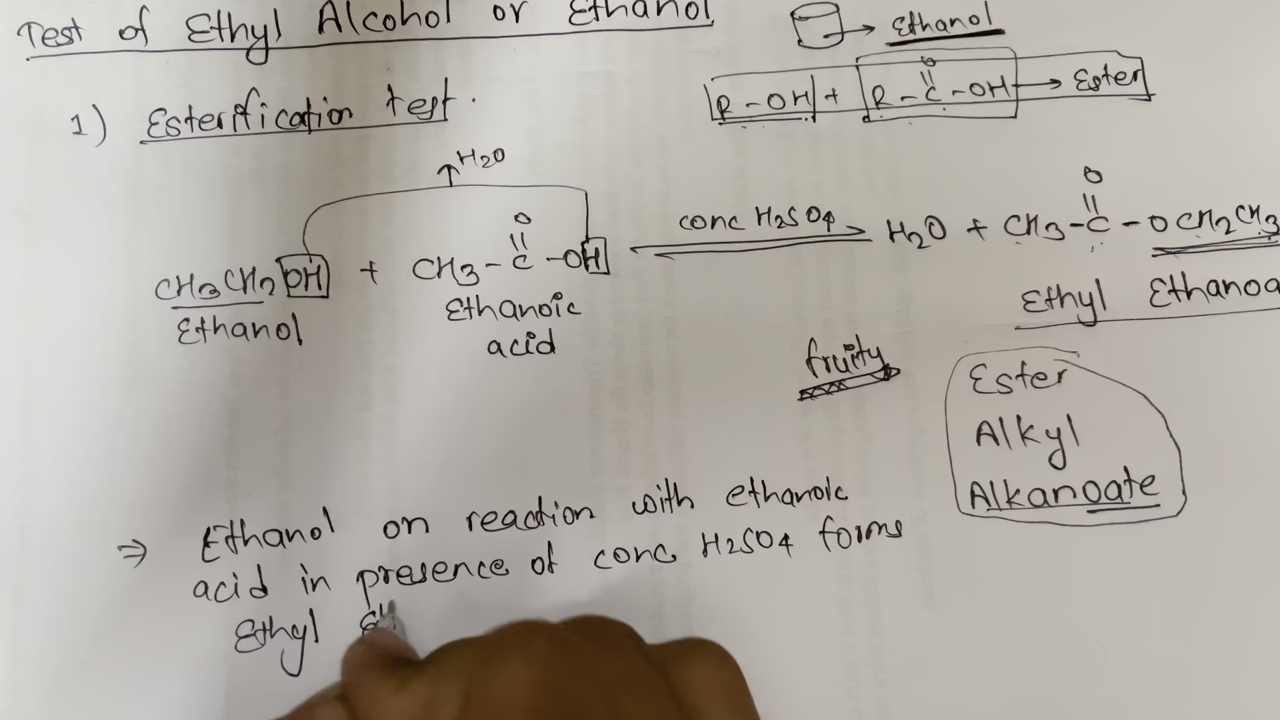 Test of Ethyl Alcohol or Ethanol
→ Ethanol
R-OH + R-C-OH → Ester
O
||
1) Esterification test.
↑ H2O
CH3CH2OH + CH3-C-OH
O
||
Ethanol
Ethanoic
acid
conc H2SO4
H2O + CH3-C-OCH2CH3
O
||
Ethyl Ethanoa
fruity
Ester
Alkyl
Alkanoate
⇒ Ethanol on reaction with ethanoic
acid in presence of conc H2SO4 forms
Ethyl